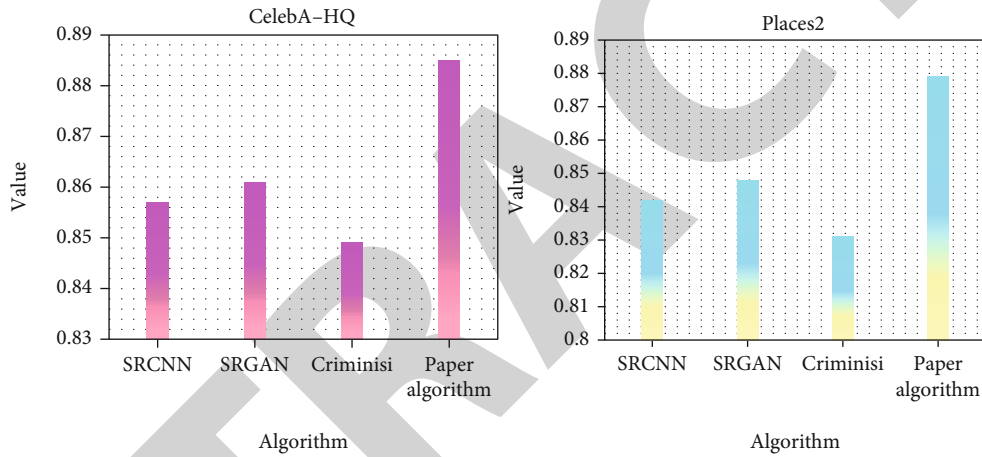 CelebA–HQ
0.89
0.88
0.87
0.86
0.85
0.84
0.83
Value
SRCNN
SRGAN
Criminisi
Paper
algorithm
Algorithm
Places2
0.89
0.88
0.87
0.86
0.85
0.84
0.83
0.82
0.81
0.8
Value
SRCNN
SRGAN
Criminisi
Paper
algorithm
Algorithm